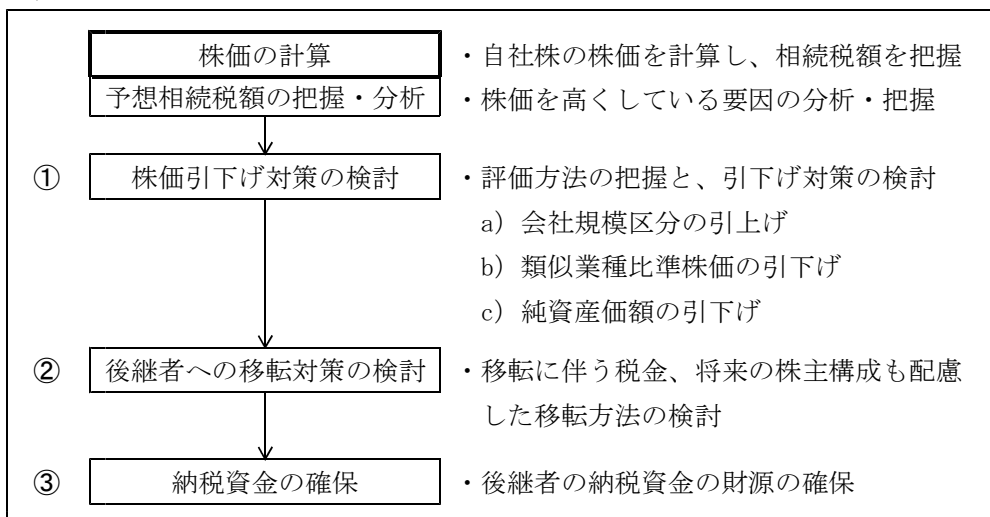 株価の計算 ・自社株の株価を計算し、相続税額を把握
予想相続税額の把握・分析 ・株価を高くしている要因の分析・把握
① 株価引下げ対策の検討 ・評価方法の把握と、引下げ対策の検討
a) 会社規模区分の引上げ
b) 類似業種比準株価の引下げ
c) 純資産価額の引下げ
② 後継者への移転対策の検討 ・移転に伴う税金、将来の株主構成も配慮
した移転方法の検討
③ 納税資金の確保 ・後継者の納税資金の財源の確保